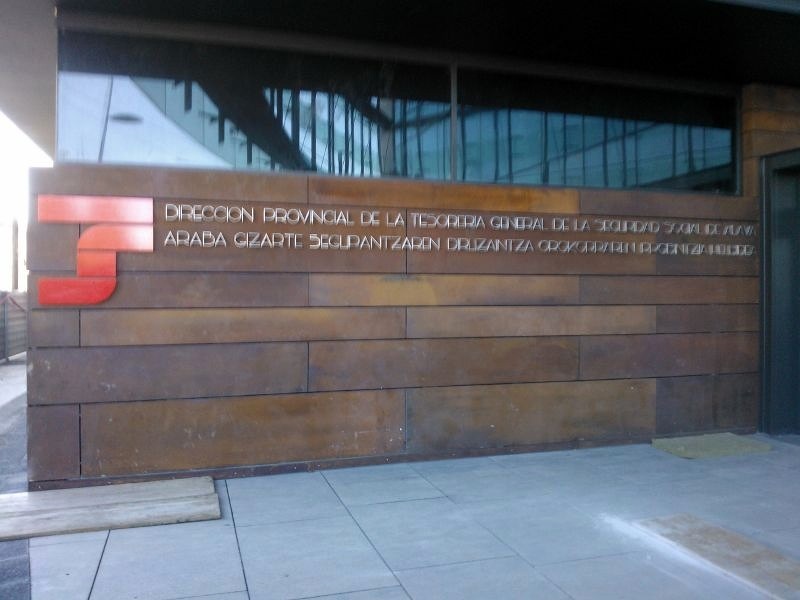 DIRECCION PROVINCIAL DE LA TESORERIA GENERAL DE LA SEGURIDAD SOCIAL DE ALAVA
ARABA GIZARTE SEGURANTZAREN DIRUZAINTZA OROKORRAREN